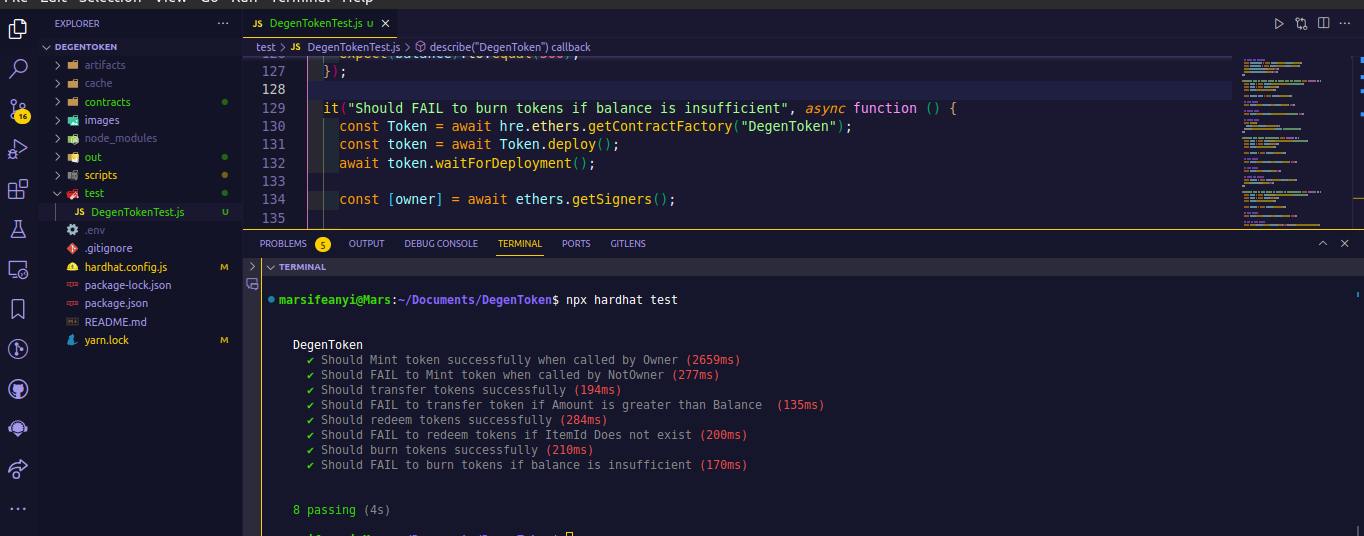 File Edit Selection View Go Run Terminal Help
EXPLORER
DEGENTOKEN
artifacts
cache
contracts
images
node_modules
out
scripts
test
JS DegenTokenTest.js U
.env
.gitignore
hardhat.config.js M
package-lock.json
package.json
README.md
yarn.lock M
16
JS DegenTokenTest.js U
test > JS DegenTokenTest.js > describe("DegenToken") callback
127 });
128
129 it("Should FAIL to burn tokens if balance is insufficient", async function () {
130 const Token = await hre.ethers.getContractFactory("DegenToken");
131 const token = await Token.deploy();
132 await token.waitForDeployment();
133
134 const [owner] = await ethers.getSigners();
135
PROBLEMS 5 OUTPUT DEBUG CONSOLE TERMINAL PORTS GITLENS
TERMINAL
marsifeanyi@Mars:~/Documents/DegenToken$ npx hardhat test
DegenToken
✔ Should Mint token successfully when called by Owner (2659ms)
✔ Should FAIL to Mint token when called by NotOwner (277ms)
✔ Should transfer tokens successfully (194ms)
✔ Should FAIL to transfer token if Amount is greater than Balance (135ms)
✔ Should redeem tokens successfully (284ms)
✔ Should FAIL to redeem tokens if ItemId Does not exist (200ms)
✔ Should burn tokens successfully (210ms)
✔ Should FAIL to burn tokens if balance is insufficient (170ms)
8 passing (4s)